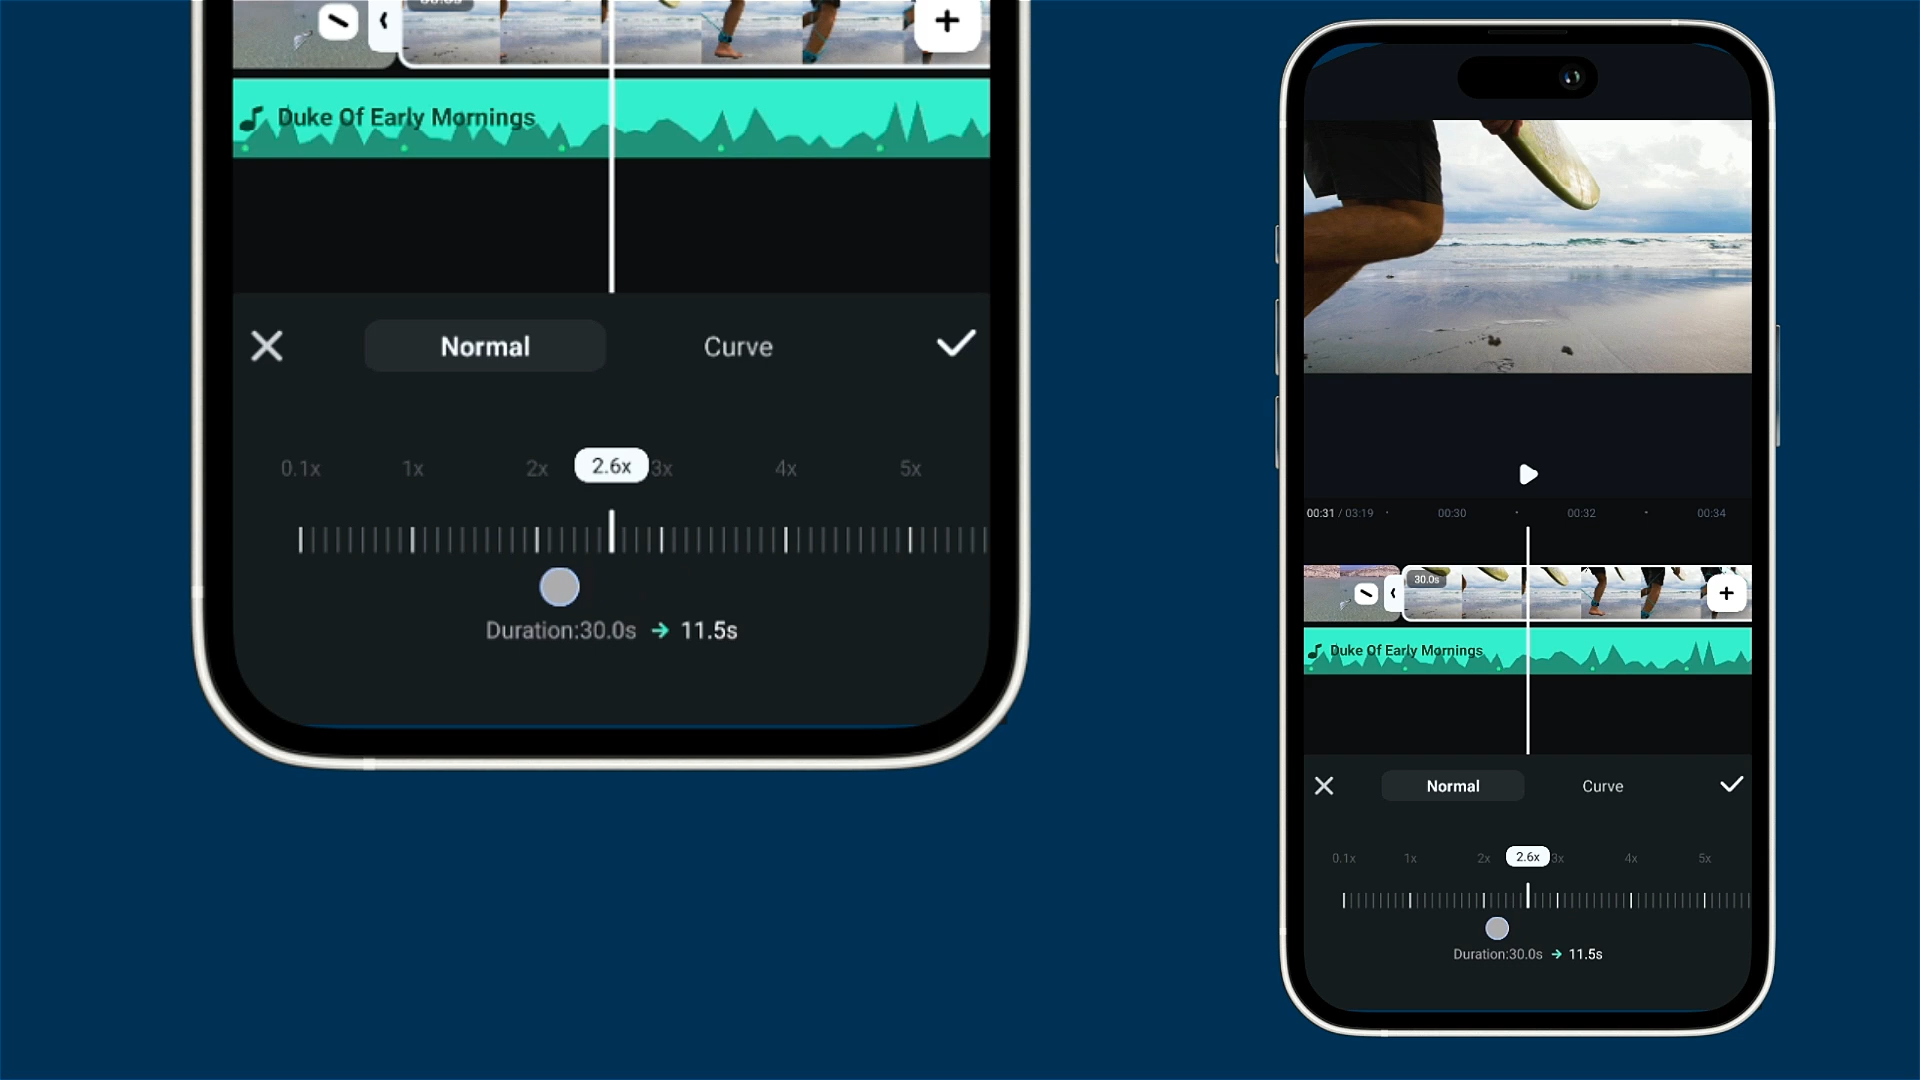 30.0s
Duke Of Early Mornings
Normal Curve
0.1x 1x 2x 2.6x 3x 4x 5x
Duration:30.0s → 11.5s
00:31 / 03:19 00:30 00:32 00:34
30.0s
Duke Of Early Mornings
Normal Curve
0.1x 1x 2x 2.6x 3x 4x 5x
Duration:30.0s → 11.5s